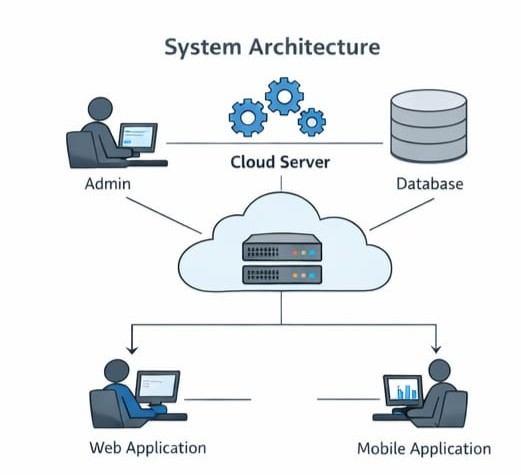 System Architecture
Cloud Server
Admin
Database
Web Application
Mobile Application